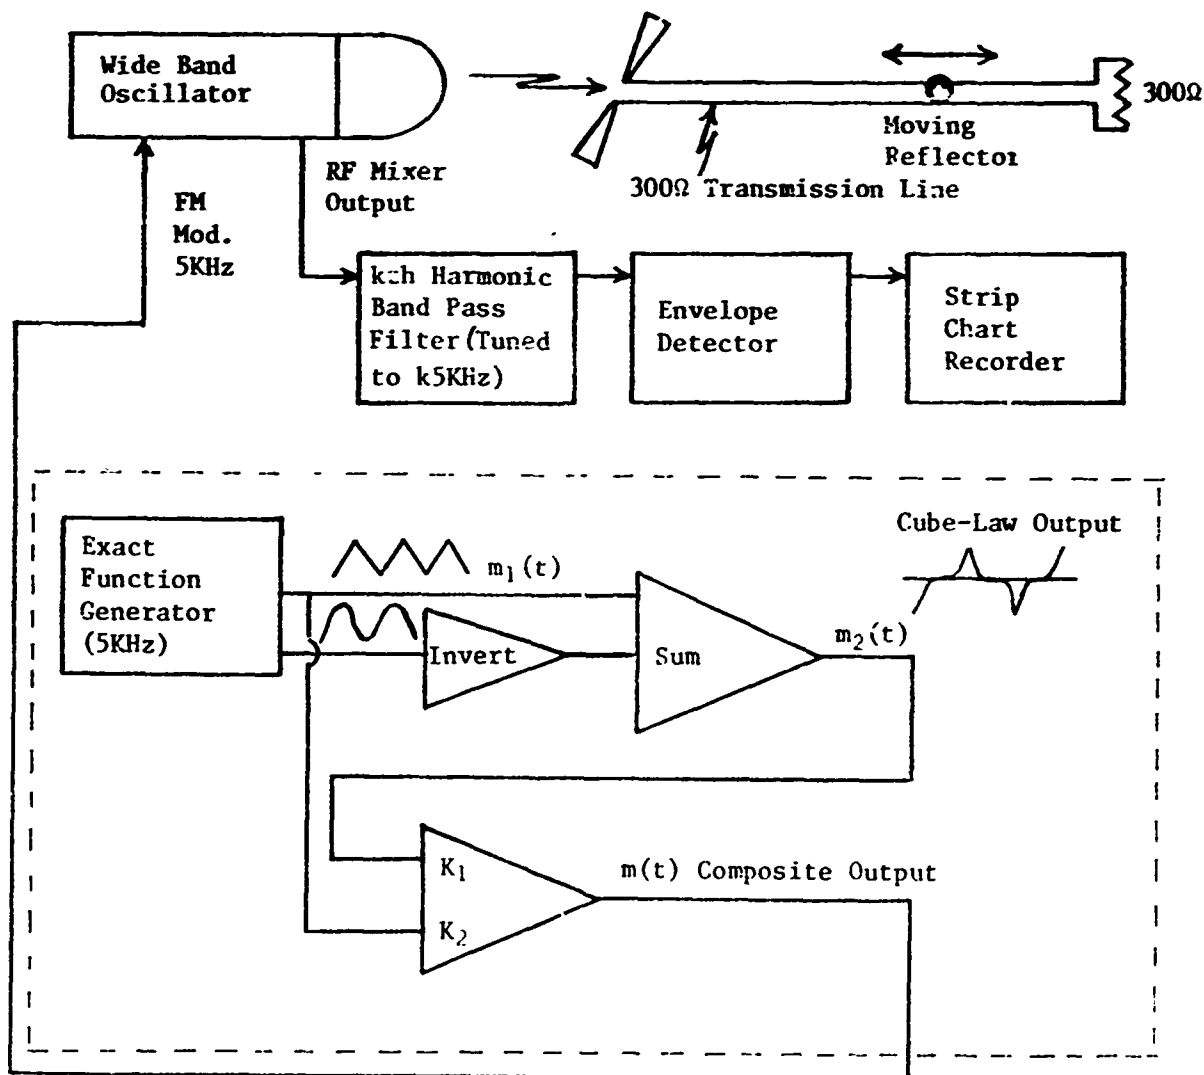 Wide Band
Oscillator
300Ω
Moving
Reflector
300Ω Transmission Line
RF Mixer
Output
FM
Mod.
5KHz
kth Harmonic
Band Pass
Filter (Tuned
to k5KHz)
Envelope
Detector
Strip
Chart
Recorder
Cube-Law Output
Exact
Function
Generator
(5KHz)
m₁(t)
Invert
Sum
m₂(t)
K₁
K₂
m(t) Composite Output